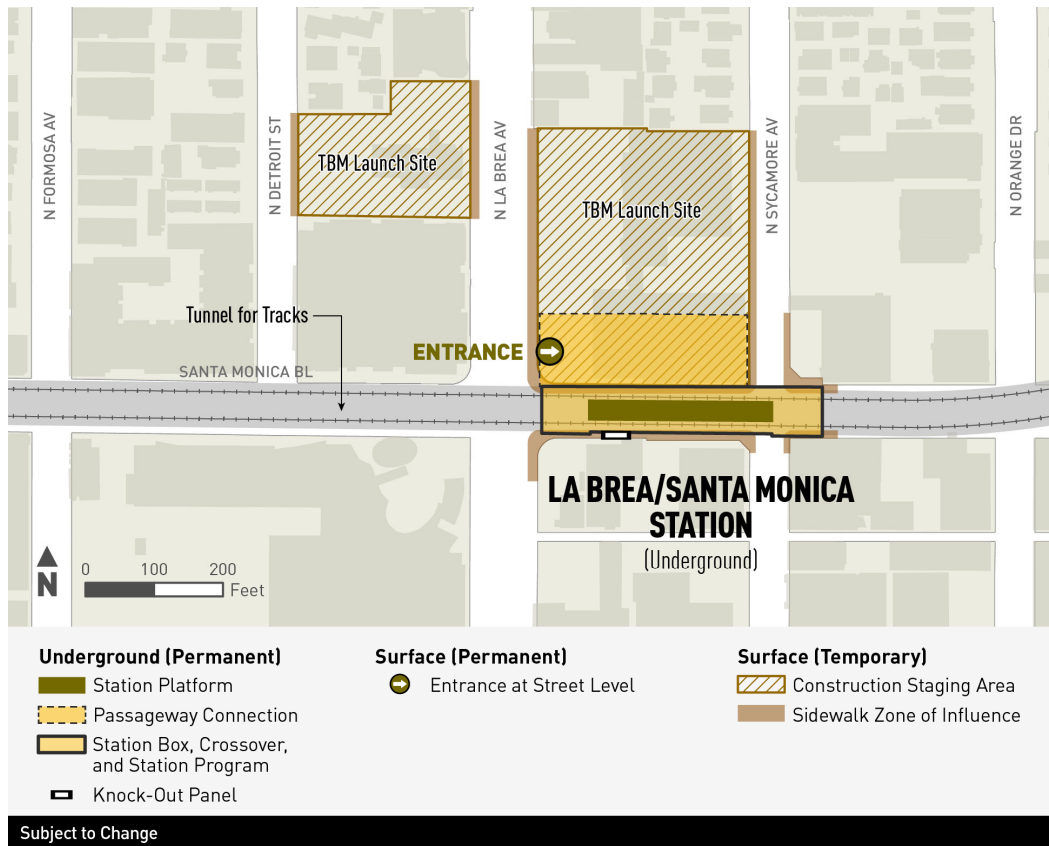 N FORMOSA AV
N DETROIT ST
N LA BREA AV
N SYCAMORE AV
N ORANGE DR
TBM Launch Site
TBM Launch Site
Tunnel for Tracks
ENTRANCE
SANTA MONICA BL
LA BREA/SANTA MONICA
STATION
(Underground)
N
0 100 200
Feet
Underground (Permanent)
Station Platform
Passageway Connection
Station Box, Crossover,
and Station Program
Knock-Out Panel
Surface (Permanent)
Entrance at Street Level
Surface (Temporary)
Construction Staging Area
Sidewalk Zone of Influence
Subject to Change